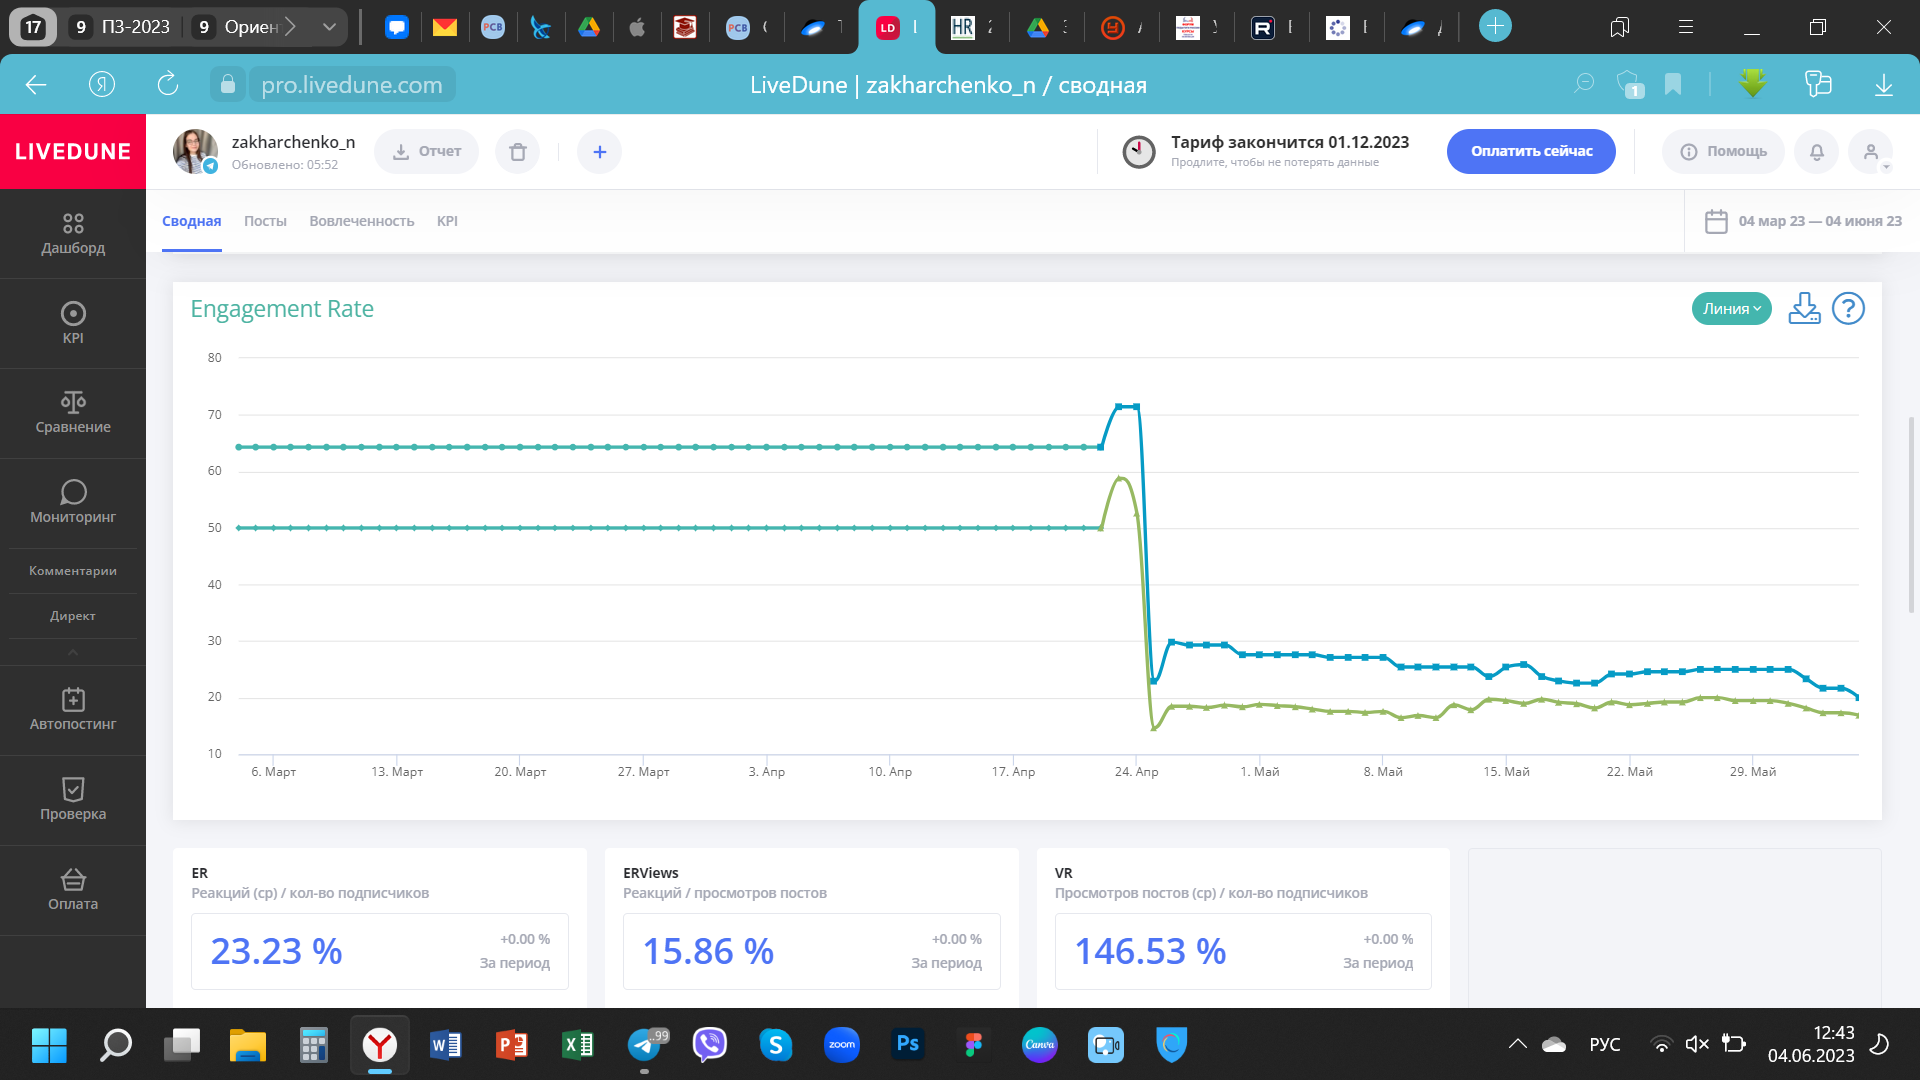 17
9 ПЗ-2023
9 Ориен
pro.livedune.com
LiveDune | zakharchenko_n / сводная
1
LIVEDUNE
zakharchenko_n
Обновлено: 05:52
Отчет
Тариф закончится 01.12.2023
Продлите, чтобы не потерять данные
Оплатить сейчас
Помощь
Сводная Посты Вовлеченность KPI
04 мар 23 — 04 июня 23
Дашборд
KPI
Сравнение
Мониторинг
Комментарии
Директ
Автопостинг
Проверка
Оплата
Engagement Rate
Линия
80
70
60
50
40
30
20
10
6. Март 13. Март 20. Март 27. Март 3. Апр 10. Апр 17. Апр 24. Апр 1. Май 8. Май 15. Май 22. Май 29. Май
ER
Реакций (ср) / кол-во подписчиков
23.23 %
+0.00 %
За период
ERViews
Реакций / просмотров постов
15.86 %
+0.00 %
За период
VR
Просмотров постов (ср) / кол-во подписчиков
146.53 %
+0.00 %
За период
РУС
12:43
04.06.2023